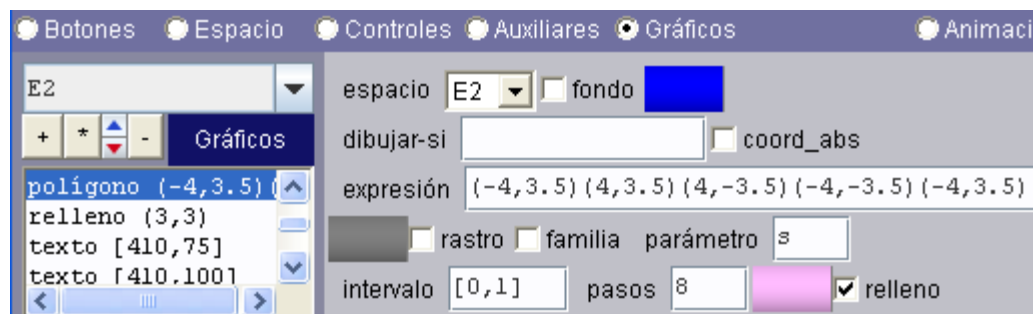 Botones Espacio Controles Auxiliares Gráficos Animaci
E2
espacio E2 fondo
+ * - Gráficos
dibujar-si coord_abs
polígono (-4,3.5)(
expresión (-4,3.5)(4,3.5)(4,-3.5)(-4,-3.5)(-4,3.5)
relleno (3,3)
texto [410,75]
rastro familia parámetro s
texto [410,100]
intervalo [0,1] pasos 8 relleno